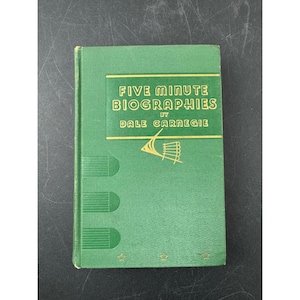 FIVE MINUTE
BIOGRAPHIES
BY
DALE CARNEGIE